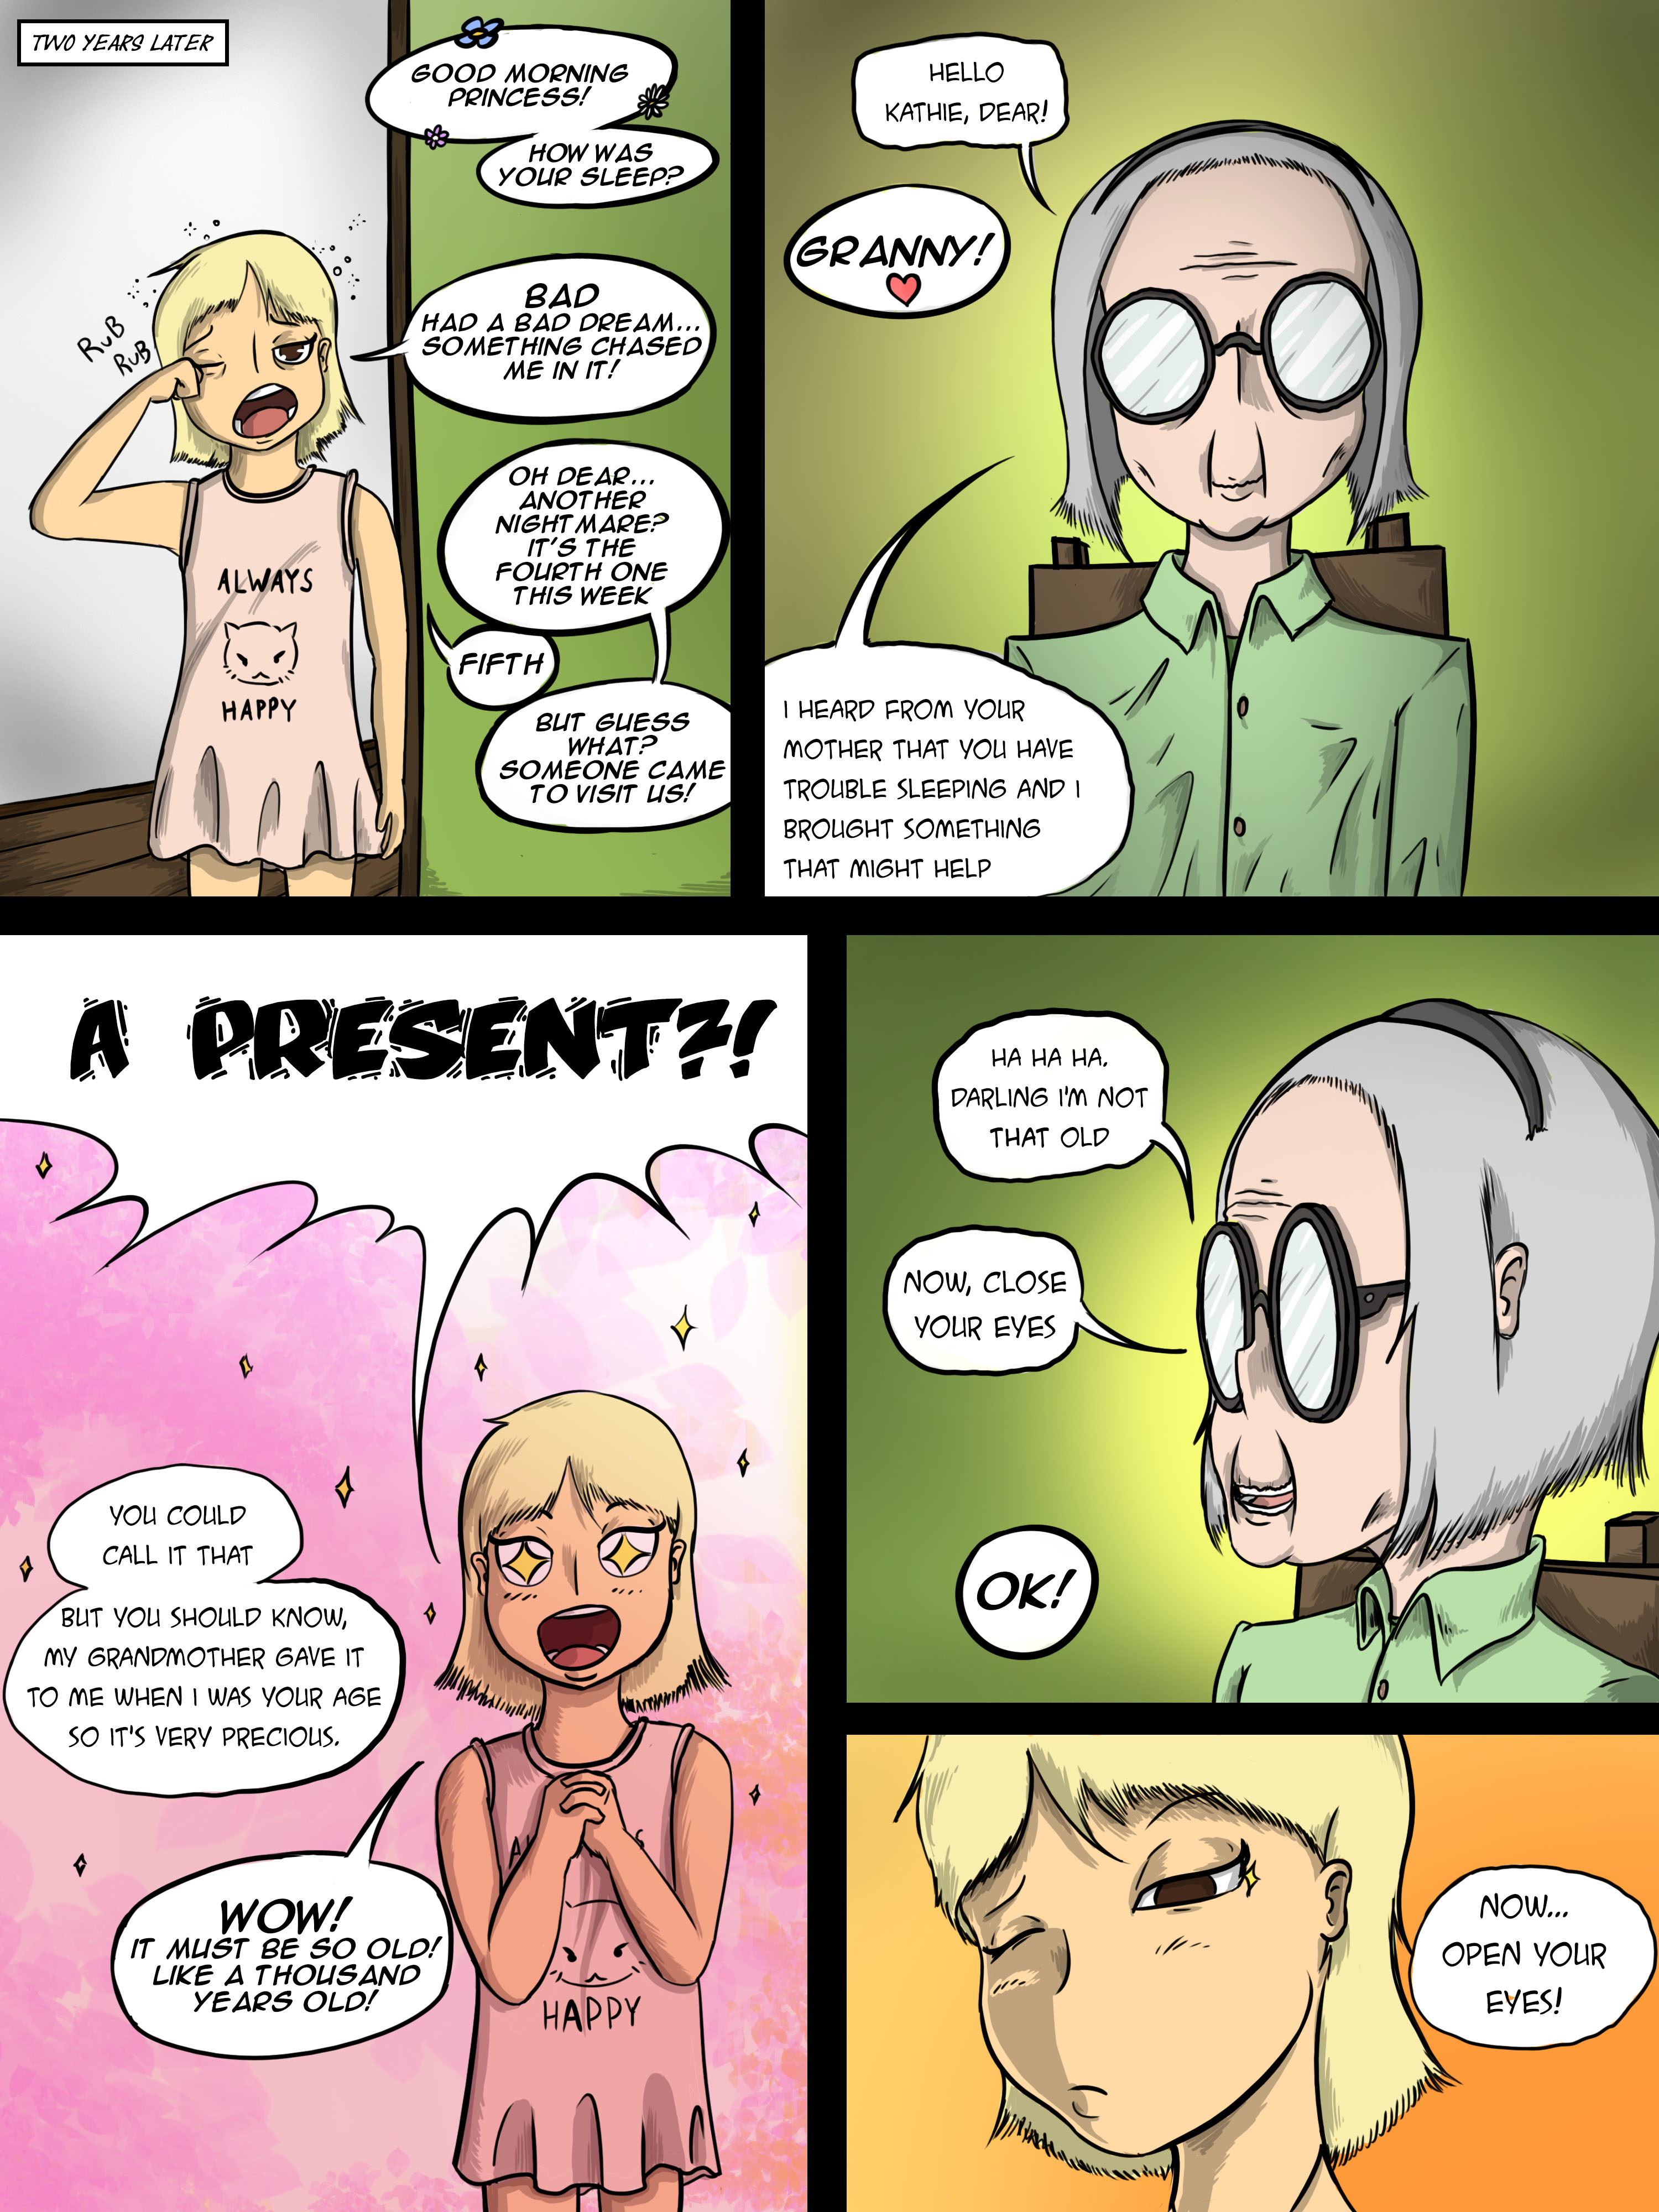 TWO YEARS LATER
GOOD MORNING
PRINCESS!
HOW WAS
YOUR SLEEP?
RUB
RUB
BAD
HAD A BAD DREAM...
SOMETHING CHASED
ME IN IT!
OH DEAR...
ANOTHER
NIGHTMARE?
IT'S THE
FOURTH ONE
THIS WEEK
FIFTH
BUT GUESS
WHAT?
SOMEONE CAME
TO VISIT US!
ALWAYS
HAPPY
HELLO
KATHIE, DEAR!
GRANNY!
I HEARD FROM YOUR
MOTHER THAT YOU HAVE
TROUBLE SLEEPING AND I
BROUGHT SOMETHING
THAT MIGHT HELP
A PRESENT?!
YOU COULD
CALL IT THAT
BUT YOU SHOULD KNOW,
MY GRANDMOTHER GAVE IT
TO ME WHEN I WAS YOUR AGE
SO IT'S VERY PRECIOUS.
WOW!
IT MUST BE SO OLD!
LIKE A THOUSAND
YEARS OLD!
HAPPY
HA HA HA.
DARLING I'M NOT
THAT OLD
NOW, CLOSE
YOUR EYES
OK!
NOW...
OPEN YOUR
EYES!